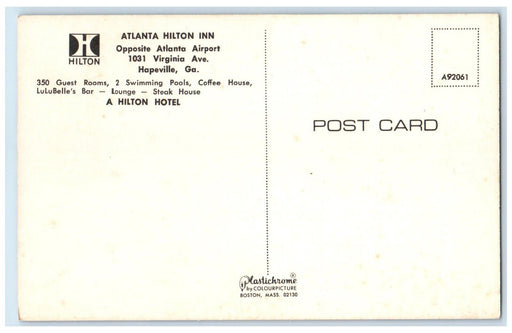 HILTON
ATLANTA HILTON INN
Opposite Atlanta Airport
1031 Virginia Ave.
Hapeville, Ga.
350 Guest Rooms, 2 Swimming Pools, Coffee House,
LuLuBelle's Bar — Lounge — Steak House
A HILTON HOTEL
A92061
POST CARD
Plastichrome®
by COLOURPICTURE
BOSTON, MASS. 02130